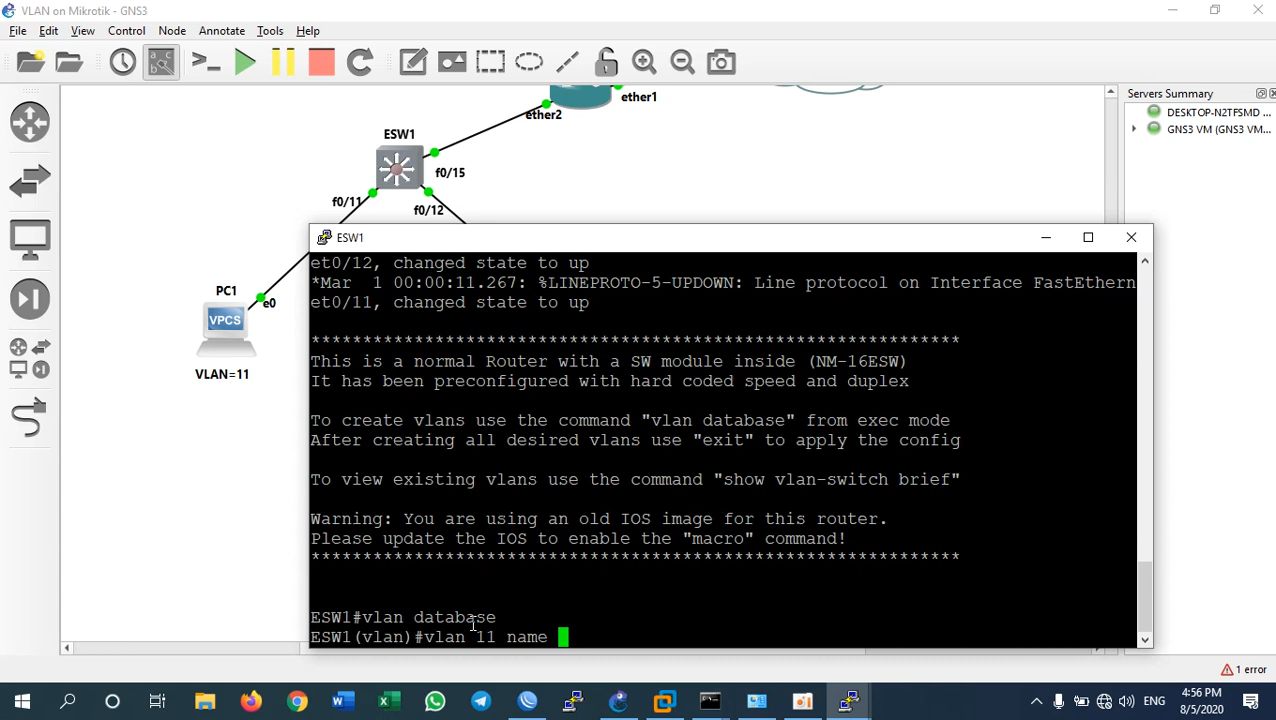 VLAN on Mikrotik - GNS3
File Edit View Control Node Annotate Tools Help
Servers Summary
DESKTOP-N2TFSMD ...
GNS3 VM (GNS3 VM...
ether1
ether2
ESW1
f0/15
f0/11
f0/12
PC1
e0
VPCS
VLAN=11
ESW1
et0/12, changed state to up
*Mar  1 00:00:11.267: %LINEPROTO-5-UPDOWN: Line protocol on Interface FastEthern
et0/11, changed state to up
***************************************************************
This is a normal Router with a SW module inside (NM-16ESW)
It has been preconfigured with hard coded speed and duplex
To create vlans use the command "vlan database" from exec mode
After creating all desired vlans use "exit" to apply the config
To view existing vlans use the command "show vlan-switch brief"
Warning: You are using an old IOS image for this router.
Please update the IOS to enable the "macro" command!
***************************************************************
ESW1#vlan database
ESW1(vlan)#vlan 11 name
1 error
4:56 PM
8/5/2020